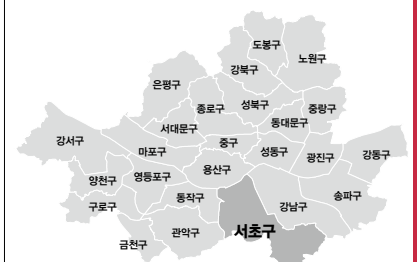 도봉구
노원구
강북구
은평구
성북구
종로구
중랑구
동대문구
서대문구
강서구
중구
마포구
성동구
강동구
광진구
용산구
영등포구
양천구
송파구
동작구
구로구
강남구
서초구
관악구
금천구